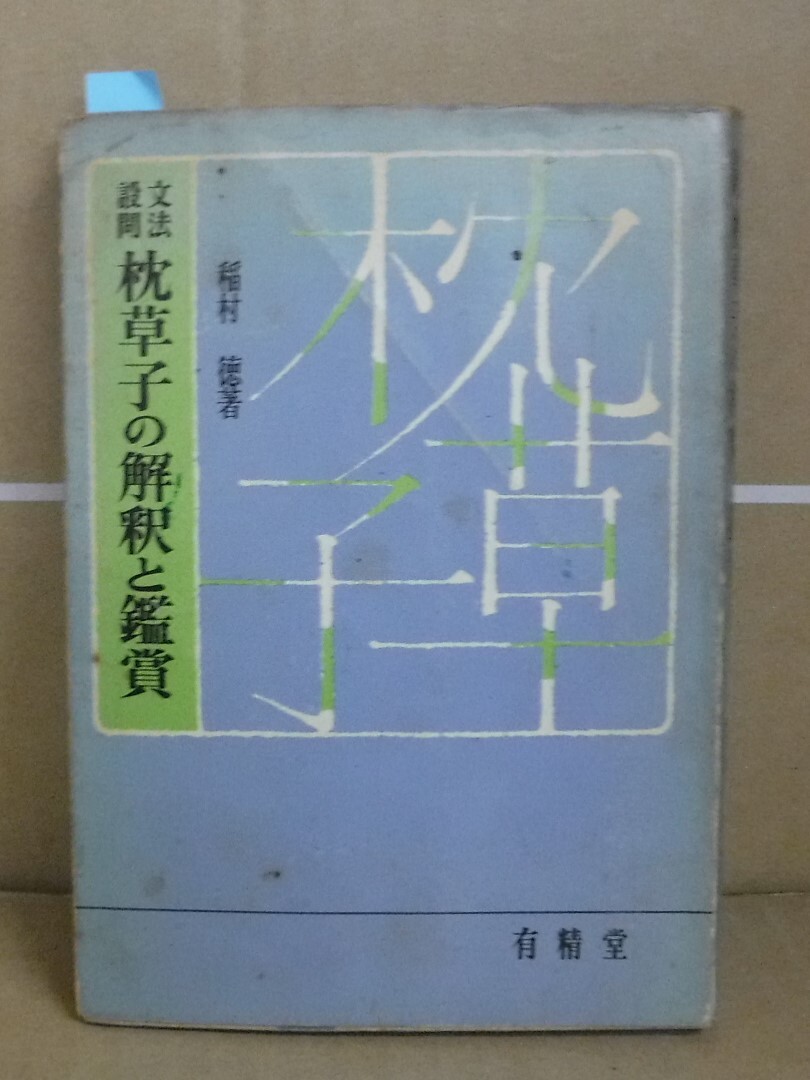 枕草子
稲村 徳著
文法
設問
枕草子の解釈と鑑賞
有精堂